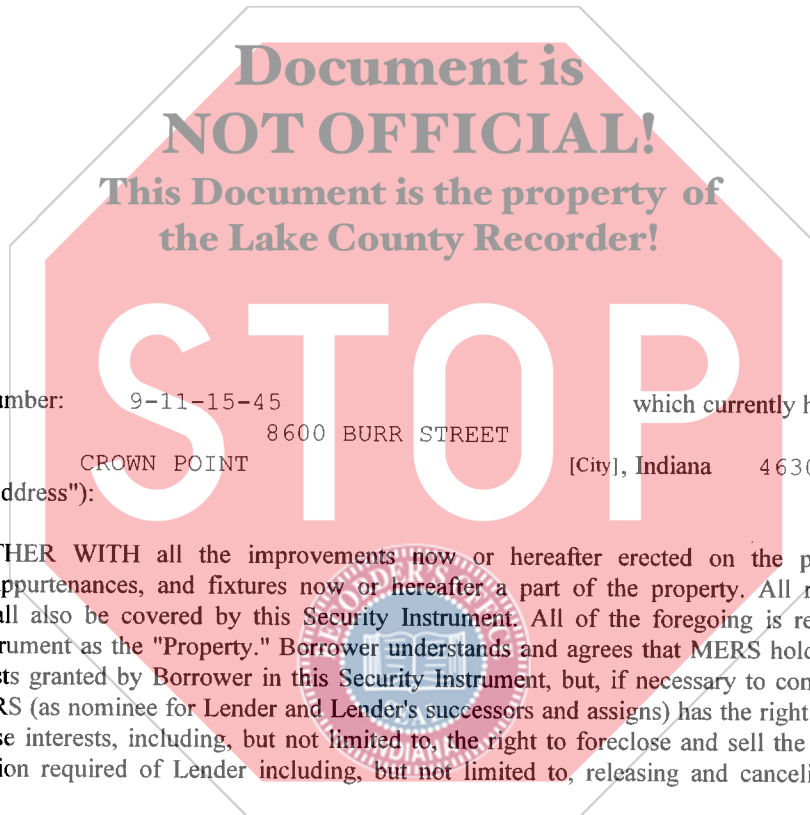 Document is
NOT OFFICIAL!
This Document is the property of
the Lake County Recorder!
STOP
umber: 9-11-15-45 which currently h
8600 BURR STREET
CROWN POINT [City], Indiana 4630
ddress"):
THER WITH all the improvements now or hereafter erected on the p
ppurtenances, and fixtures now or hereafter a part of the property. All r
all also be covered by this Security Instrument. All of the foregoing is re
rument as the "Property." Borrower understands and agrees that MERS hold
sts granted by Borrower in this Security Instrument, but, if necessary to com
RS (as nominee for Lender and Lender's successors and assigns) has the right
se interests, including, but not limited to, the right to foreclose and sell the
ion required of Lender including, but not limited to, releasing and canceli